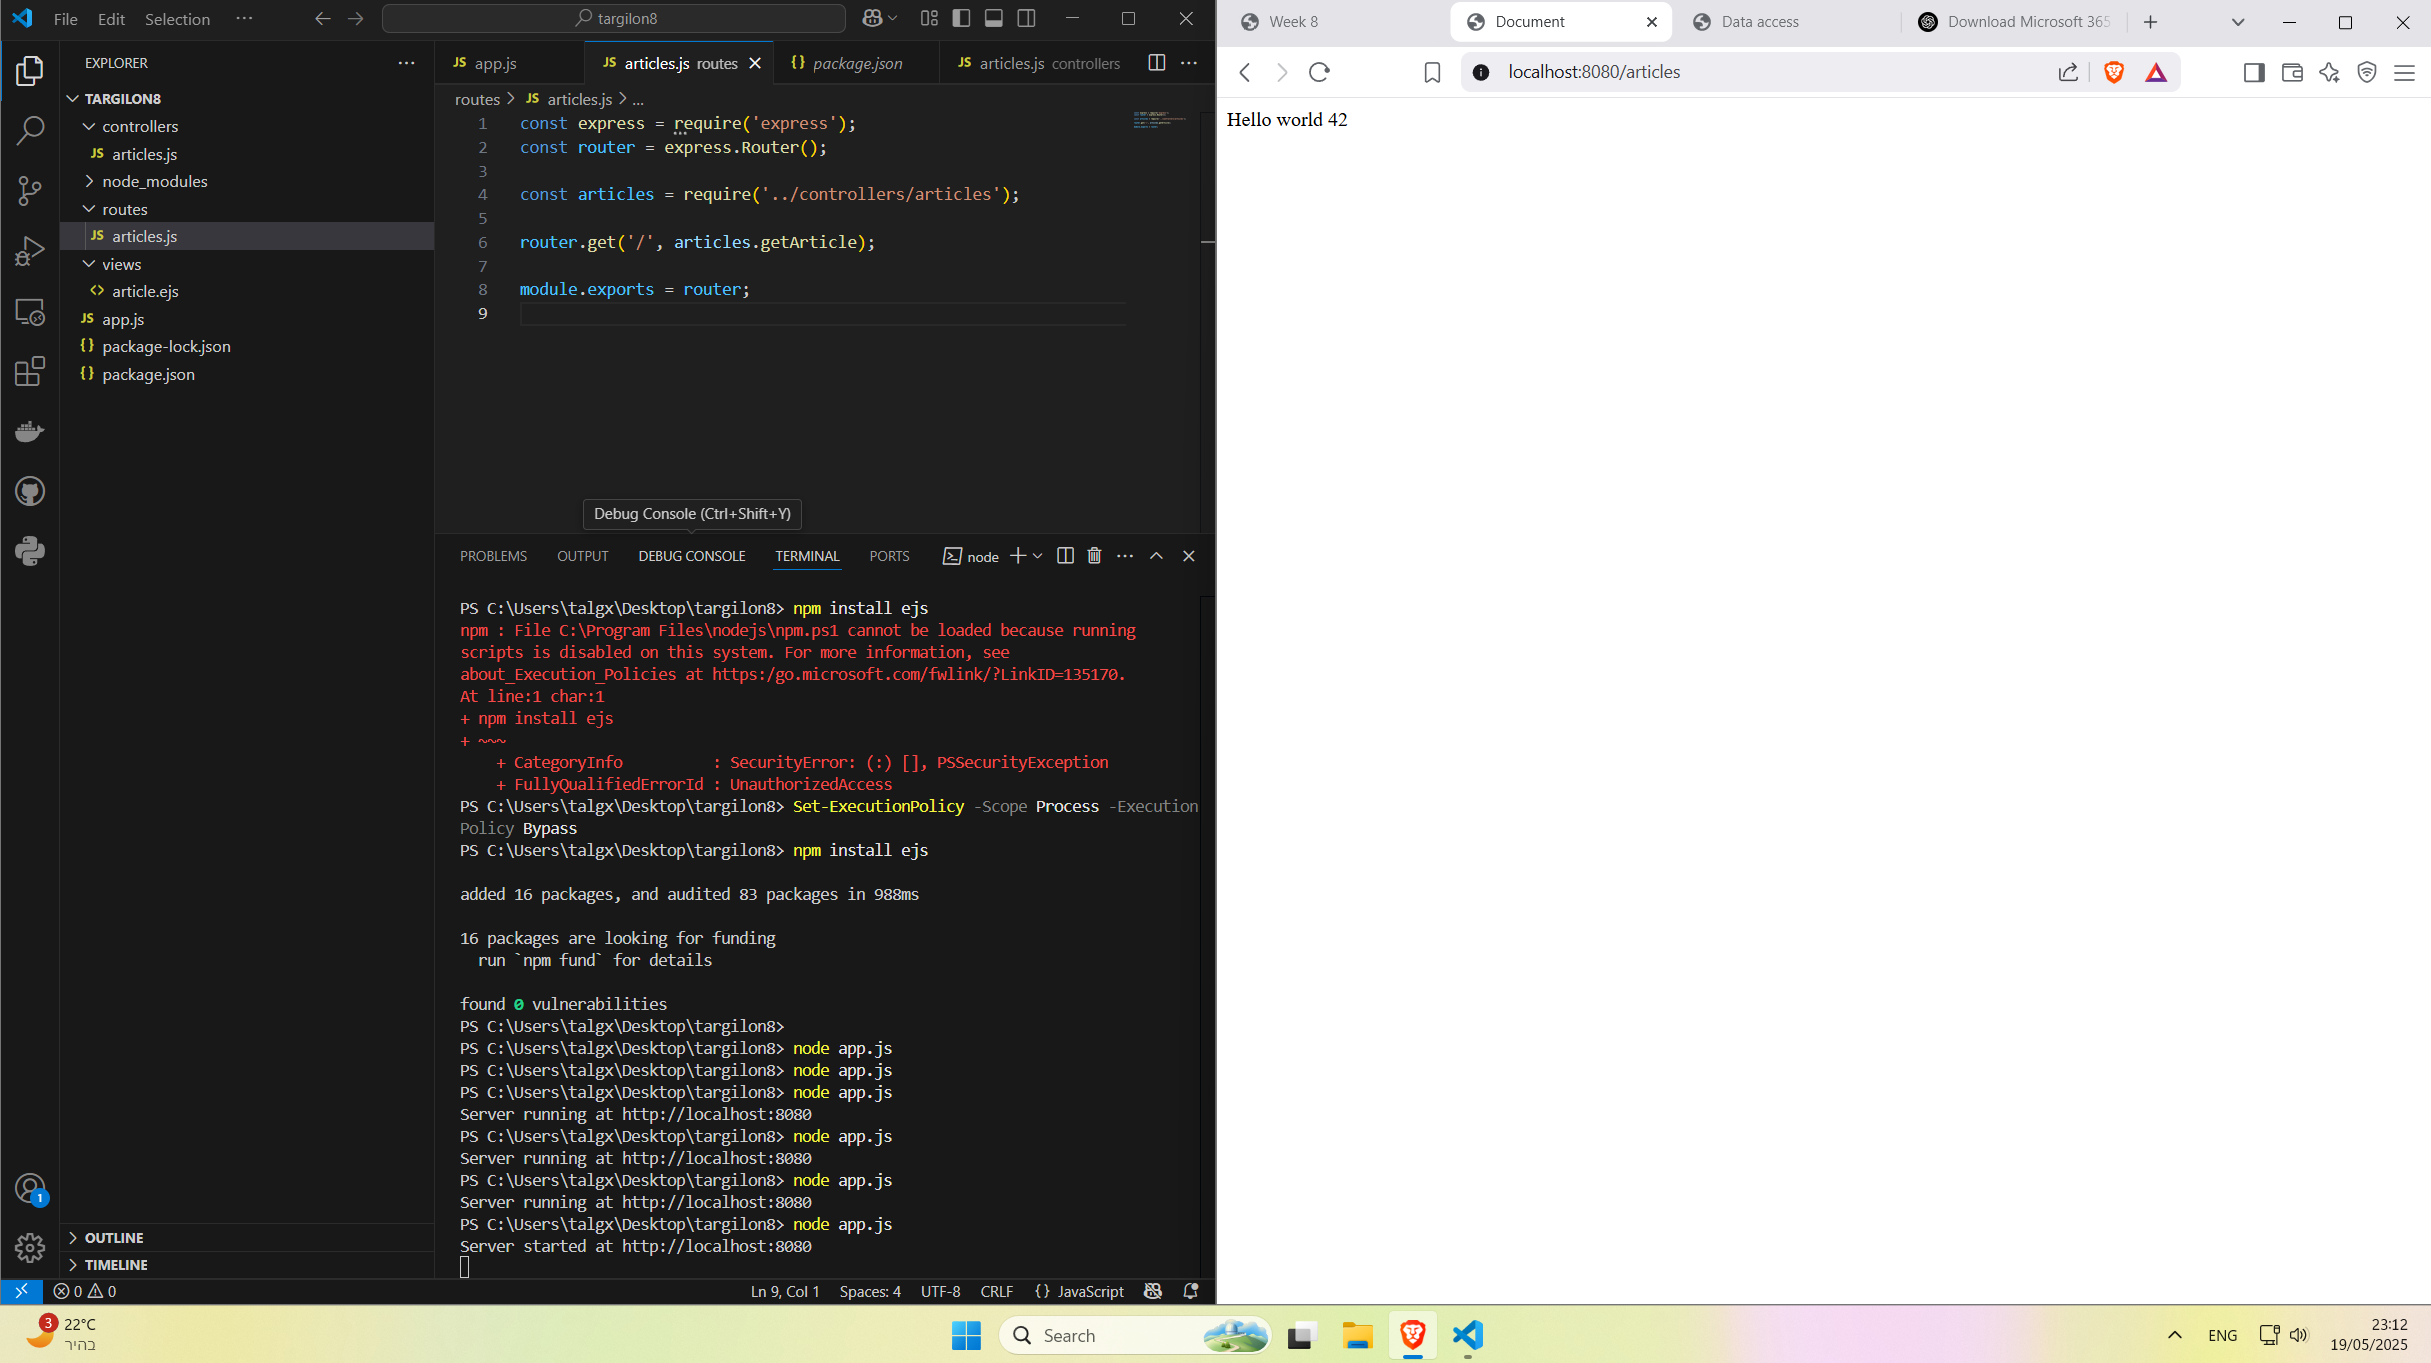 File Edit Selection ··· targilon8
EXPLORER ···
TARGILON8
controllers
JS articles.js
node_modules
routes
JS articles.js
views
<> article.ejs
JS app.js
{} package-lock.json
{} package.json
OUTLINE
TIMELINE
1
JS app.js
JS articles.js routes
{} package.json
JS articles.js controllers
routes > JS articles.js > ...
1 const express = require('express');
2 const router = express.Router();
3
4 const articles = require('../controllers/articles');
5
6 router.get('/', articles.getArticle);
7
8 module.exports = router;
9
Debug Console (Ctrl+Shift+Y)
PROBLEMS OUTPUT DEBUG CONSOLE TERMINAL PORTS node
PS C:\Users\talgx\Desktop\targilon8> npm install ejs
npm : File C:\Program Files\nodejs\npm.ps1 cannot be loaded because running
scripts is disabled on this system. For more information, see
about_Execution_Policies at https:/go.microsoft.com/fwlink/?LinkID=135170.
At line:1 char:1
+ npm install ejs
+ ~~~
+ CategoryInfo : SecurityError: (:) [], PSSecurityException
+ FullyQualifiedErrorId : UnauthorizedAccess
PS C:\Users\talgx\Desktop\targilon8> Set-ExecutionPolicy -Scope Process -Execution
Policy Bypass
PS C:\Users\talgx\Desktop\targilon8> npm install ejs
added 16 packages, and audited 83 packages in 988ms
16 packages are looking for funding
run `npm fund` for details
found 0 vulnerabilities
PS C:\Users\talgx\Desktop\targilon8>
PS C:\Users\talgx\Desktop\targilon8> node app.js
PS C:\Users\talgx\Desktop\targilon8> node app.js
PS C:\Users\talgx\Desktop\targilon8> node app.js
Server running at http://localhost:8080
PS C:\Users\talgx\Desktop\targilon8> node app.js
Server running at http://localhost:8080
PS C:\Users\talgx\Desktop\targilon8> node app.js
Server running at http://localhost:8080
PS C:\Users\talgx\Desktop\targilon8> node app.js
Server started at http://localhost:8080
0 0 Ln 9, Col 1 Spaces: 4 UTF-8 CRLF {} JavaScript
Week 8 Document Data access Download Microsoft 365
localhost:8080/articles
Hello world 42
3 22°C
בהיר
Search
ENG
23:12
19/05/2025